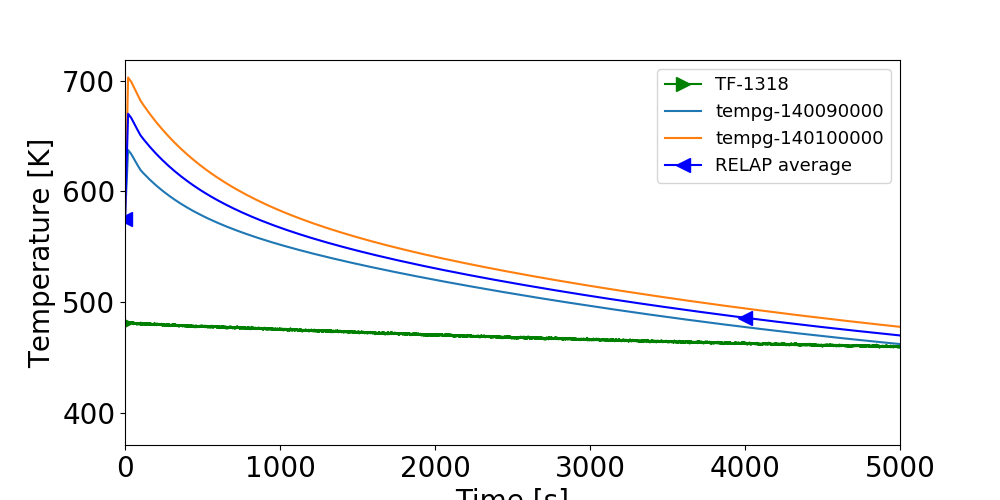 Temperature [K]
700
600
500
400
0 1000 2000 3000 4000 5000
Time [s]
TF-1318
tempg-140090000
tempg-140100000
RELAP average